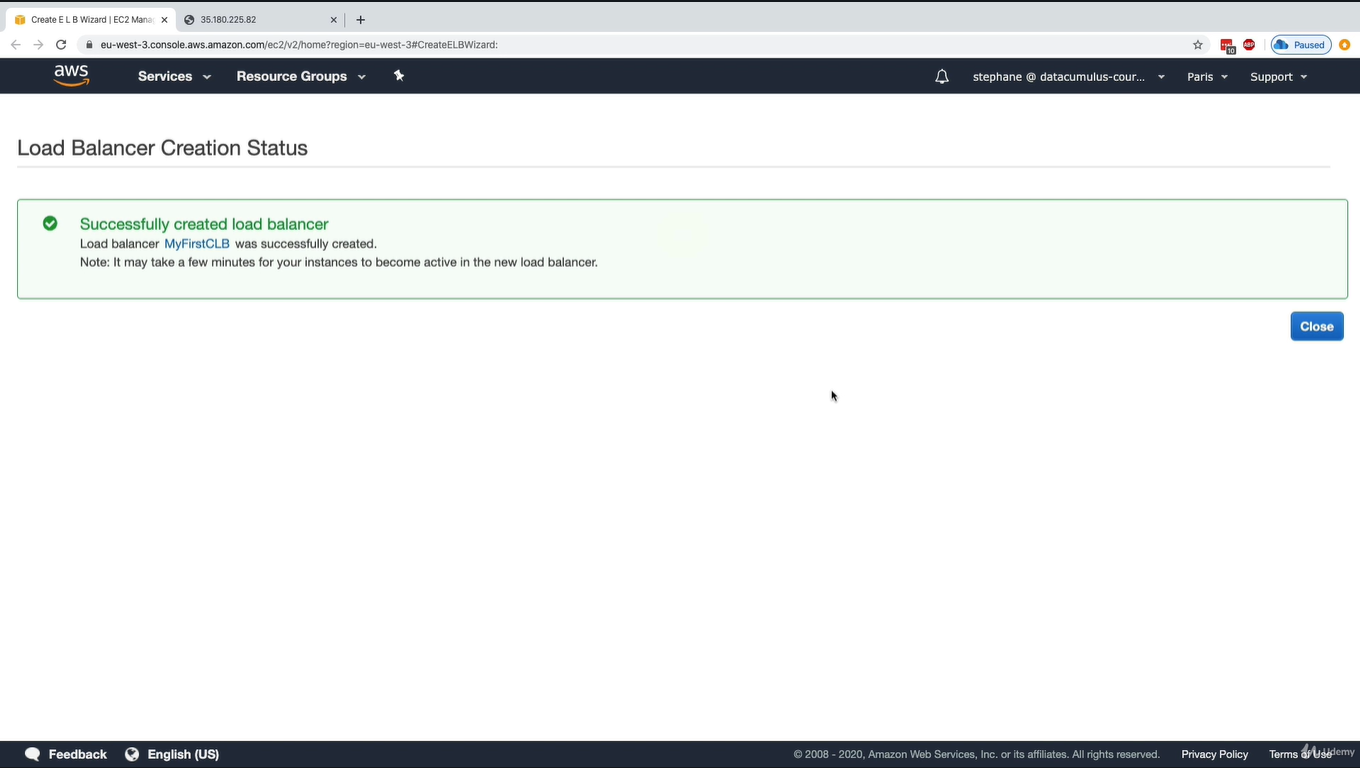 Create E L B Wizard | EC2 Mana
35.180.225.82
eu-west-3.console.aws.amazon.com/ec2/v2/home?region=eu-west-3#CreateELBWizard:
10
ABP
Paused
aws
Services
Resource Groups
stephane @ datacumulus-cour...
Paris
Support
Load Balancer Creation Status
Successfully created load balancer
Load balancer MyFirstCLB was successfully created.
Note: It may take a few minutes for your instances to become active in the new load balancer.
Close
Feedback
English (US)
© 2008 - 2020, Amazon Web Services, Inc. or its affiliates. All rights reserved.
Privacy Policy
Terms of Use
Udemy